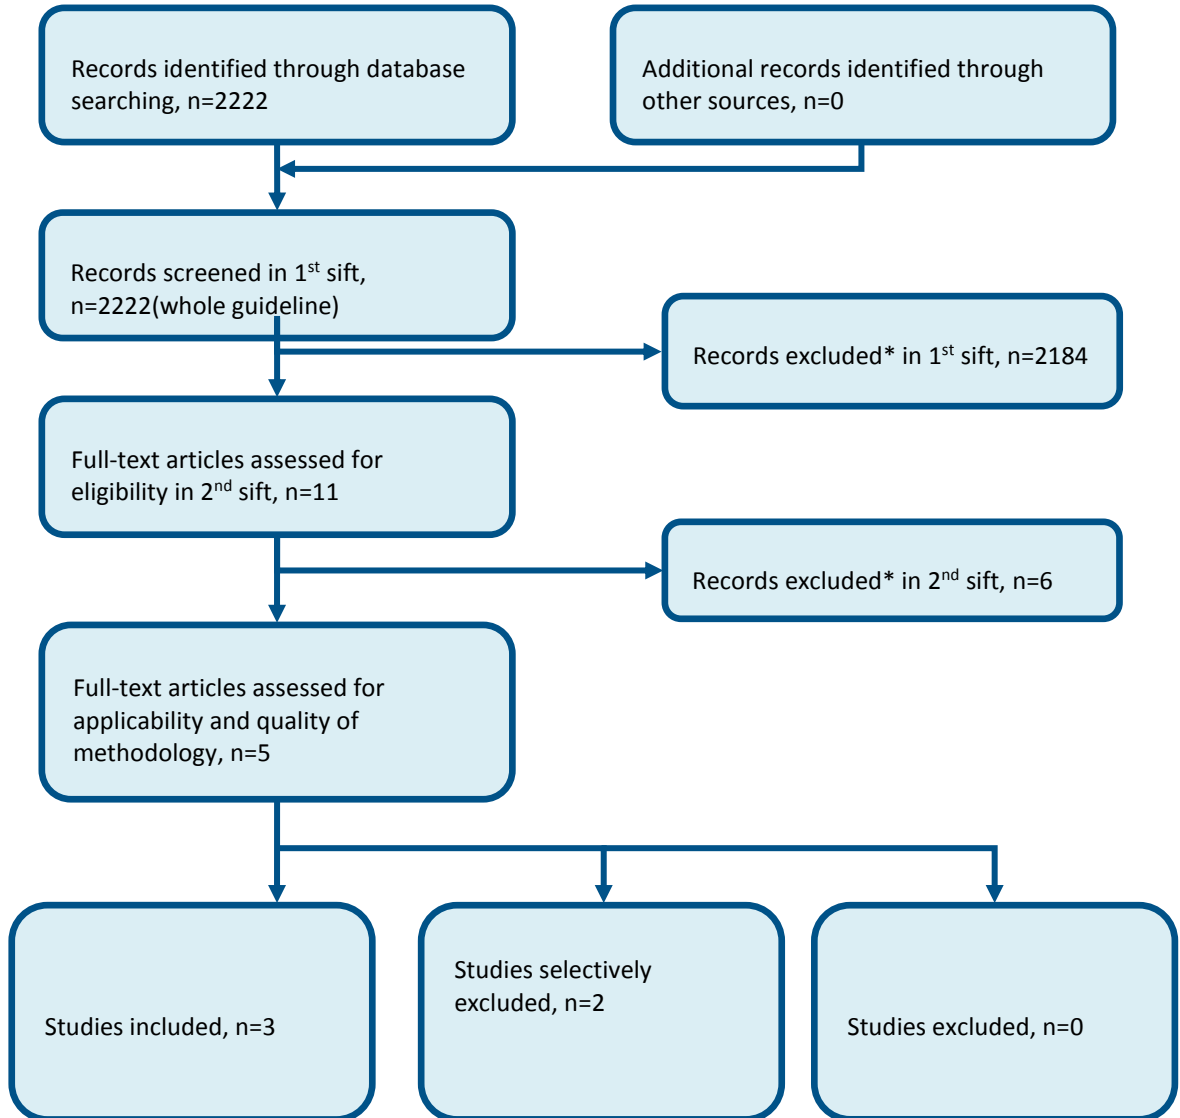 Records identified through database
searching, n=2222
Additional records identified through
other sources, n=0
Records screened in 1st sift,
n=2222(whole guideline)
Records excluded* in 1st sift, n=2184
Full-text articles assessed for
eligibility in 2nd sift, n=11
Records excluded* in 2nd sift, n=6
Full-text articles assessed for
applicability and quality of
methodology, n=5
Studies included, n=3
Studies selectively
excluded, n=2
Studies excluded, n=0